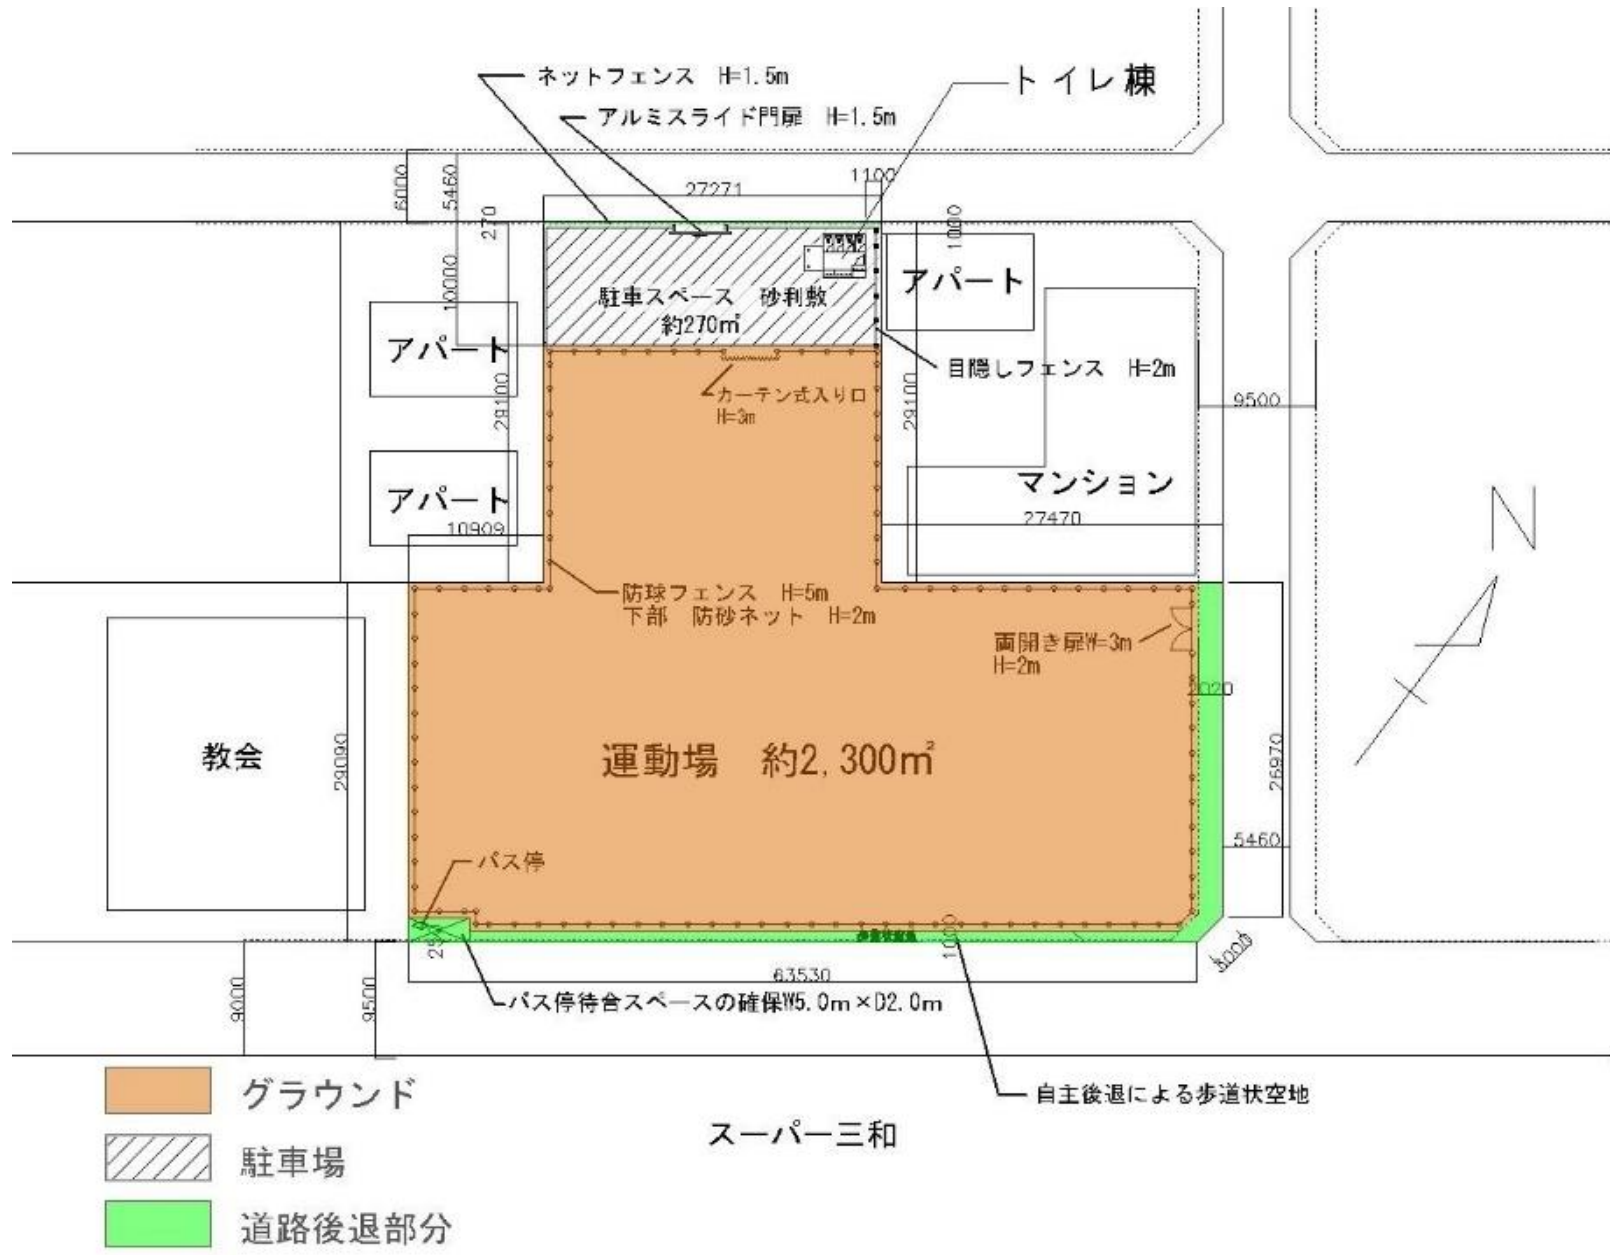 ネットフェンス H=1.5m
トイレ棟
アルミスライド門扉 H=1.5m
6000
5460
27271
1100
270
1000
10000
駐車スペース 砂利敷
約270㎡
アパート
アパート
目隠しフェンス H=2m
カーテン式入り口
H=3m
29100
29100
9500
アパート
マンション
10909
27470
N
防球フェンス H=5m
下部 防砂ネット H=2m
両開き扉W=3m
H=2m
2020
教会
29090
運動場 約2,300㎡
26970
5460
バス停
1000
3000
63530
9000
9500
バス停待合スペースの確保W5.0m×D2.0m
グラウンド
自主後退による歩道状空地
スーパー三和
駐車場
道路後退部分